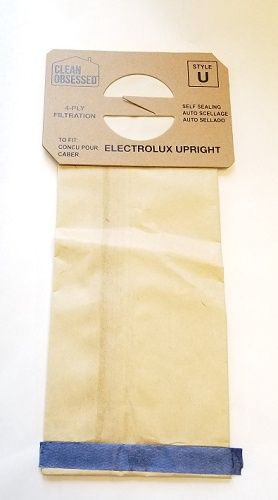 CLEAN
OBSESSED
STYLE
U
4-PLY
FILTRATION
SELF SEALING
AUTO SCELLAGE
AUTO SELLADO
TO FIT:
CONCU POUR
CABER
ELECTROLUX UPRIGHT